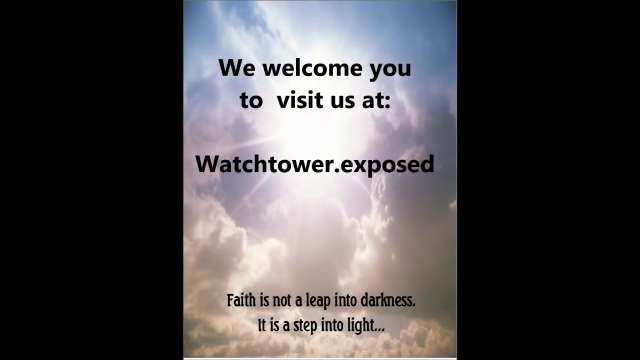 We welcome you
to visit us at:
Watchtower.exposed
Faith is not a leap into darkness.
It is a step into light...